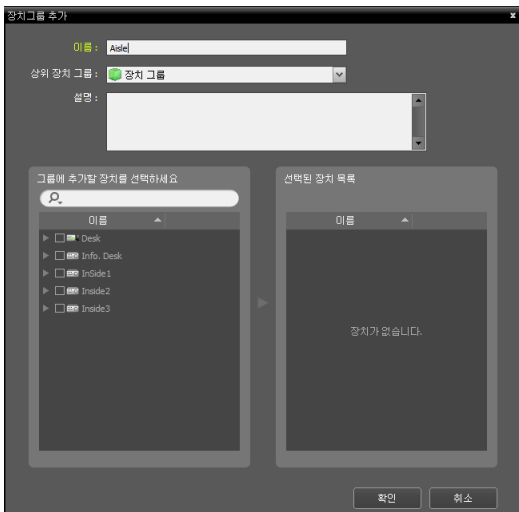 장치그룹 추가
이름 :
Aisle
상위 장치 그룹 :
장치 그룹
설명 :
그룹에 추가할 장치를 선택하세요
이름
Desk
Info. Desk
InSide1
Inside2
Inside3
선택된 장치 목록
이름
장치가 없습니다.
확인
취소